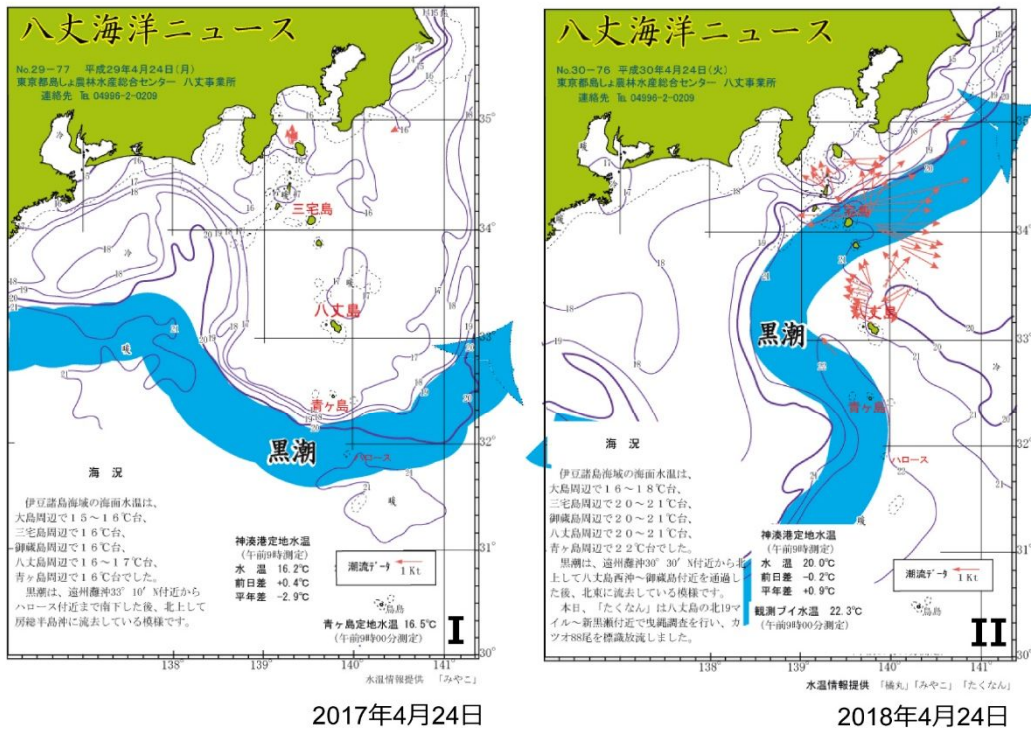 八丈海洋ニュース
No.29-77 平成29年4月24日(月)
東京都島しょ農林水産総合センター 八丈事業所
連絡先 ℡ 04996-2-0209
三宅島
八丈島
青ヶ島
黒潮
ハロース
鳥島
海 況
伊豆諸島海域の海面水温は、
大島周辺で15～16℃台、
三宅島周辺で16℃台、
御蔵島周辺で16℃台、
八丈島周辺で16～17℃台、
青ヶ島周辺で16℃台でした。
黒潮は、遠州灘沖33°10′N付近から
ハロース付近まで南下した後、北上して
房総半島沖に流去している模様です。
神湊港定地水温
(午前9時測定)
水 温 16.2℃
前日差 +0.4℃
平年差 -2.9℃
潮流データ
1 Kt
青ヶ島定地水温 16.5℃
(午前9時00分測定)
I
35°
34°
33°
32°
31°
30°
138° 139° 140° 141°
水温情報提供 「みやこ」
2017年4月24日
八丈海洋ニュース
No.30-76 平成30年4月24日(火)
東京都島しょ農林水産総合センター 八丈事業所
連絡先 ℡ 04996-2-0209
三宅島
八丈島
黒潮
青ヶ島
ハロース
鳥島
海 況
伊豆諸島海域の海面水温は、
大島周辺で16～18℃台、
三宅島周辺で20～21℃台、
御蔵島周辺で20～21℃台、
八丈島周辺で20～21℃台、
青ヶ島周辺で22℃台でした。
黒潮は、遠州灘沖30°30′N付近から北
上して八丈島西沖～御蔵島付近を通過し
た後、北東に流去している模様です。
本日、「たくなん」は八丈島の北19マ
イル～新黒瀬付近で曳縄調査を行い、カ
ツオ88尾を標識放流しました。
神湊港定地水温
(午前9時測定)
水 温 20.0℃
前日差 -0.2℃
平年差 +0.9℃
観測ブイ水温 22.3℃
(午前9時00分測定)
潮流データ
1 Kt
II
35°
34°
33°
32°
31°
30°
138° 139° 140° 141°
水温情報提供 「橘丸」「みやこ」「たくなん」
2018年4月24日